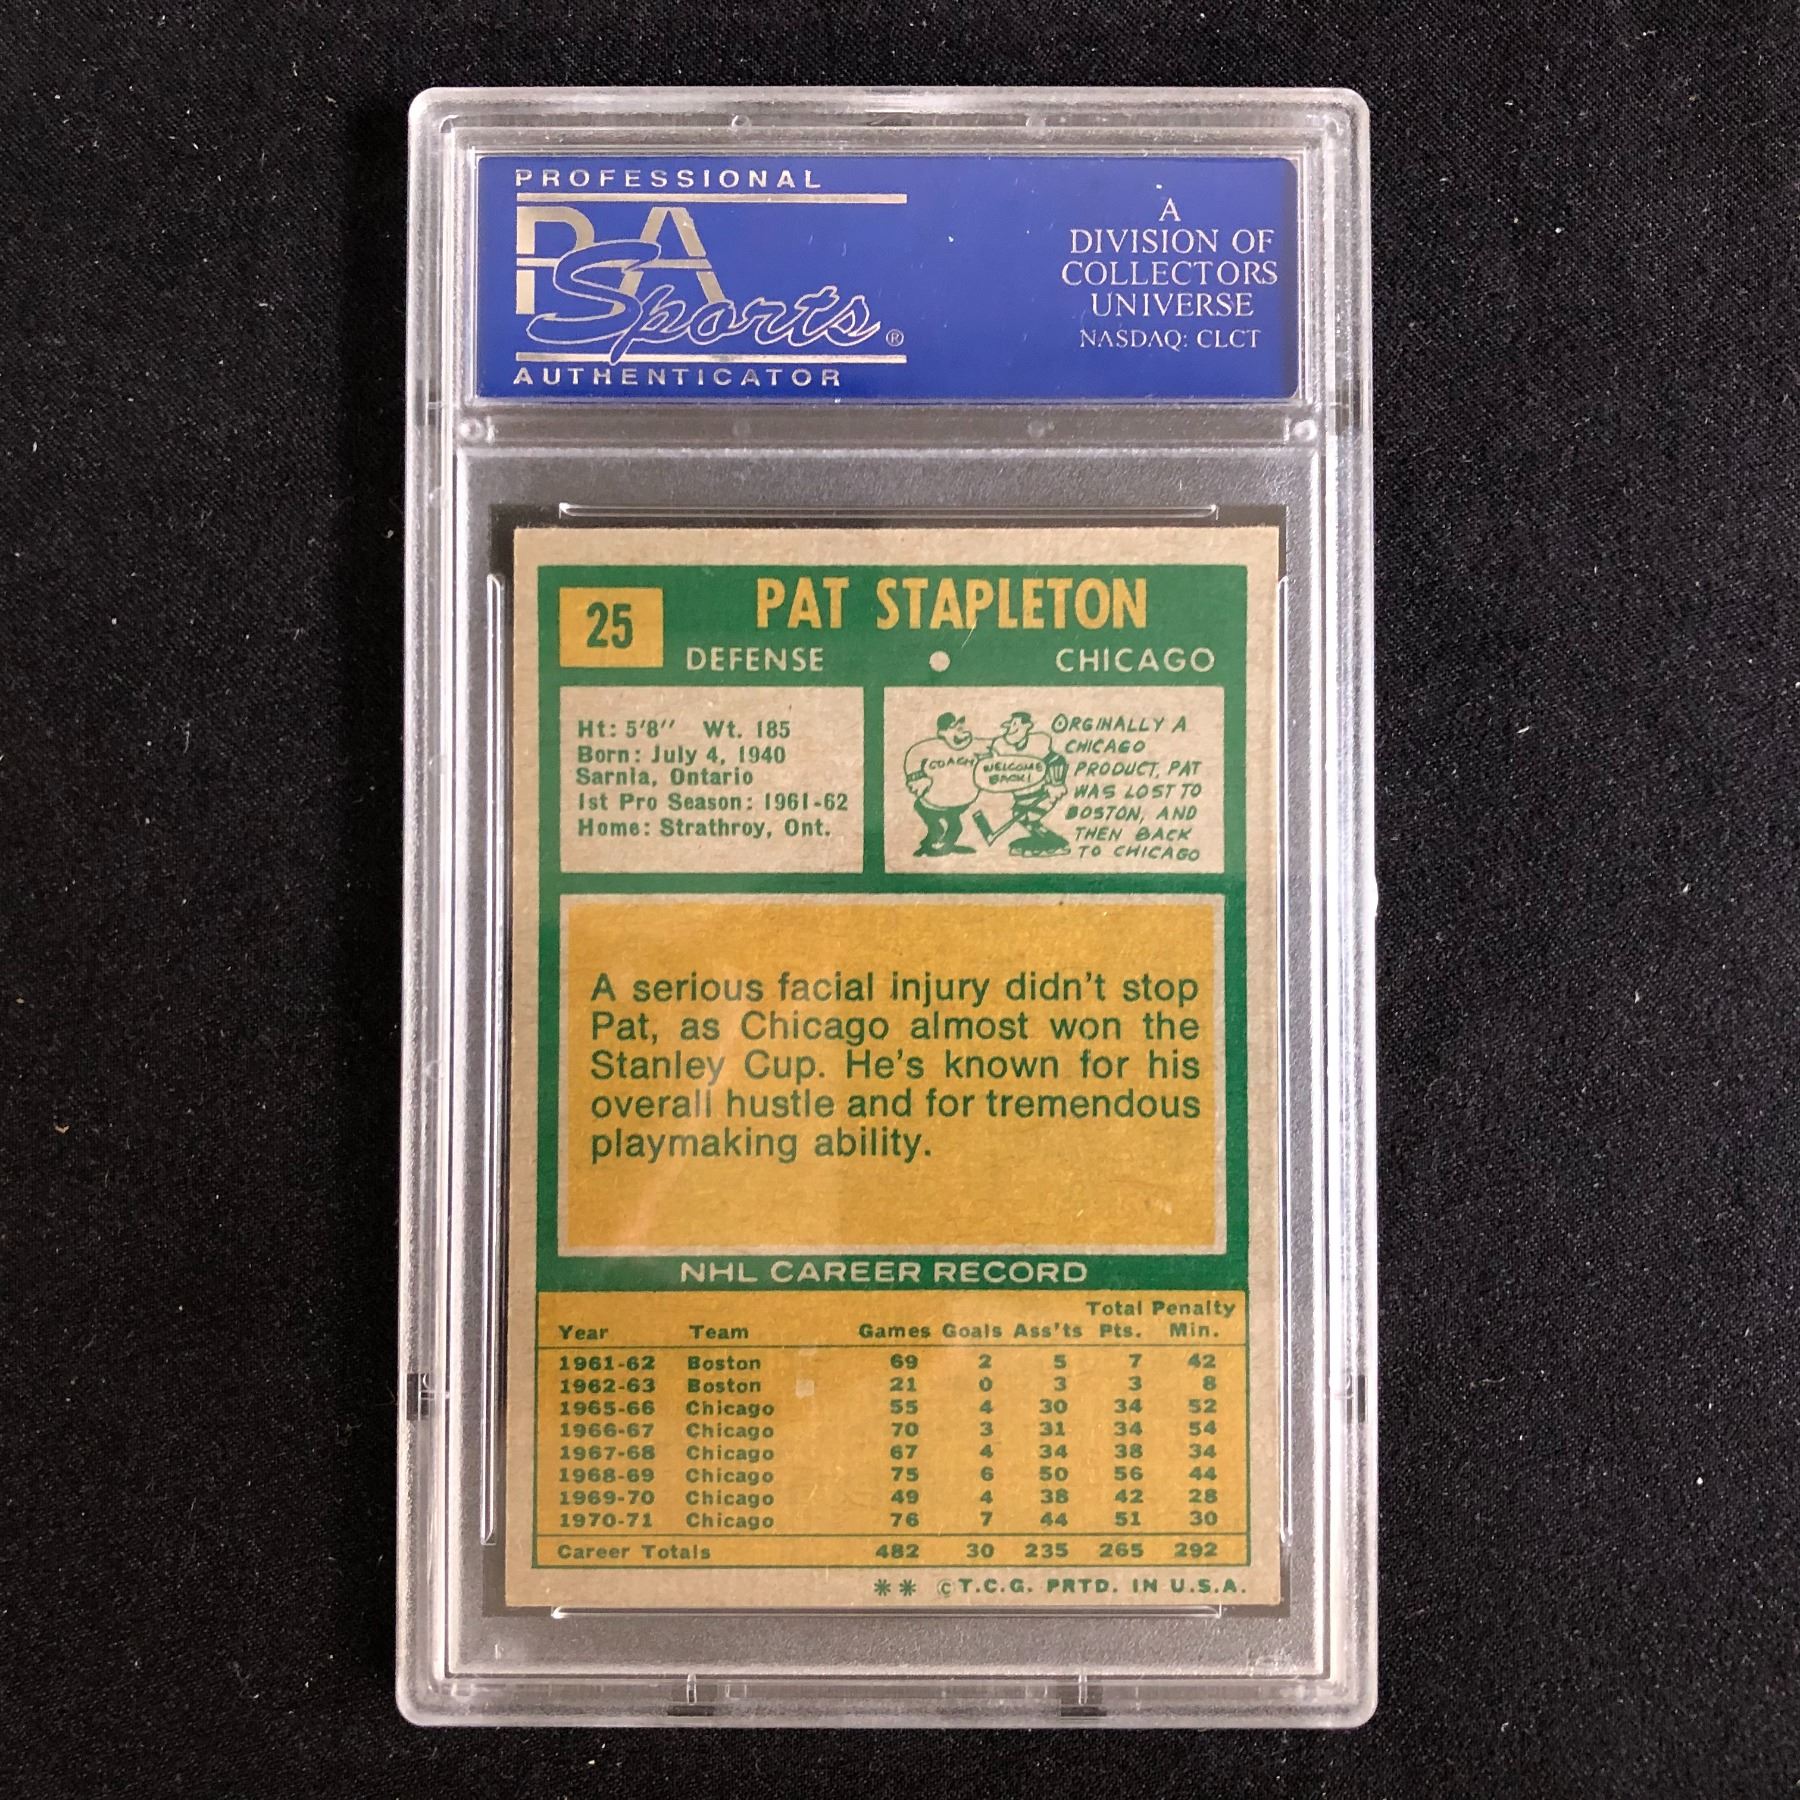 PROFESSIONAL
PSA
Sports®
AUTHENTICATOR
A
DIVISION OF
COLLECTORS
UNIVERSE
NASDAQ: CLCT
25
PAT STAPLETON
DEFENSE
CHICAGO
Ht: 5'8'' Wt. 185
Born: July 4, 1940
Sarnia, Ontario
1st Pro Season: 1961-62
Home: Strathroy, Ont.
COACH
WELCOME
BACK!
ORGINALLY A
CHICAGO
PRODUCT, PAT
WAS LOST TO
BOSTON, AND
THEN BACK
TO CHICAGO
A serious facial injury didn't stop
Pat, as Chicago almost won the
Stanley Cup. He's known for his
overall hustle and for tremendous
playmaking ability.
NHL CAREER RECORD
Total Penalty
Year Team Games Goals Ass'ts Pts. Min.
1961-62 Boston 69 2 5 7 42
1962-63 Boston 21 0 3 3 8
1965-66 Chicago 55 4 30 34 52
1966-67 Chicago 70 3 31 34 54
1967-68 Chicago 67 4 34 38 34
1968-69 Chicago 75 6 50 56 44
1969-70 Chicago 49 4 38 42 28
1970-71 Chicago 76 7 44 51 30
Career Totals 482 30 235 265 292
** © T.C.G. PRTD. IN U.S.A.